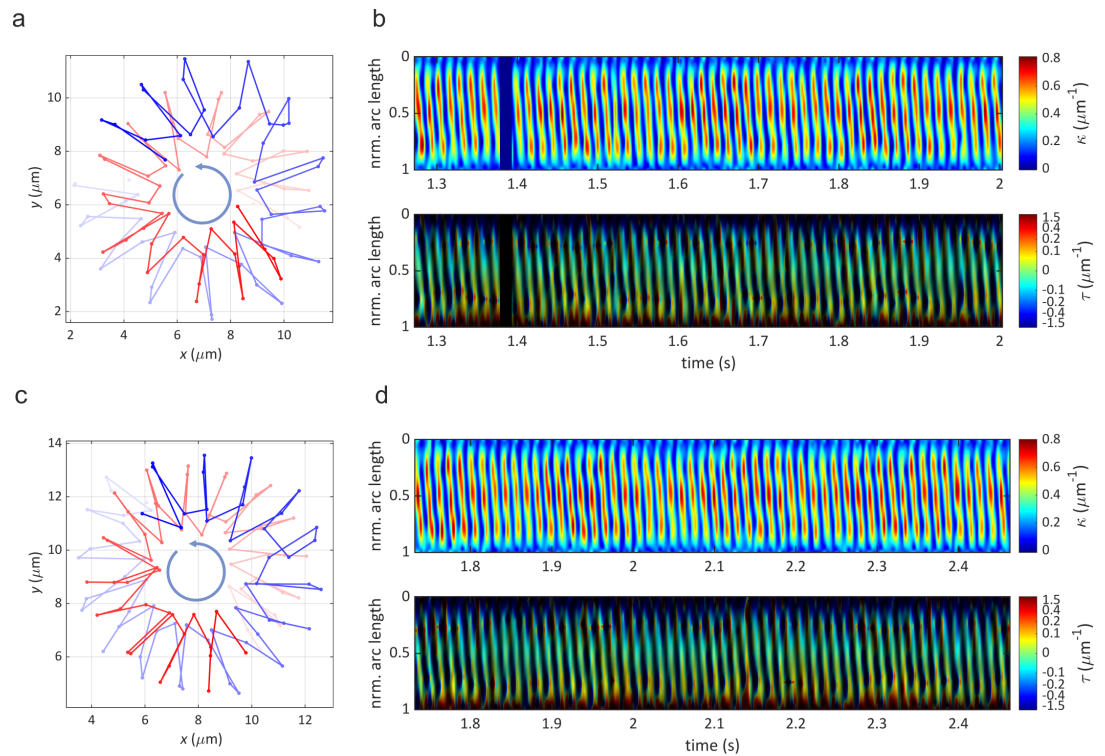 a
y (μm)
10
8
6
4
2
2 4 6 8 10
x (μm)
b
nrm. arc length
0
0.5
1
1.3 1.4 1.5 1.6 1.7 1.8 1.9 2
0.8
0.6
0.4
0.2
0
κ (μm⁻¹)
nrm. arc length
0
0.5
1
1.3 1.4 1.5 1.6 1.7 1.8 1.9 2
time (s)
1.5
0.4
0.1
0
-0.1
-0.4
-1.5
τ (μm⁻¹)
c
y (μm)
14
12
10
8
6
4 6 8 10 12
x (μm)
d
nrm. arc length
0
0.5
1
1.8 1.9 2 2.1 2.2 2.3 2.4
0.8
0.6
0.4
0.2
0
κ (μm⁻¹)
nrm. arc length
0
0.5
1
1.8 1.9 2 2.1 2.2 2.3 2.4
time (s)
1.5
0.4
0.1
0
-0.1
-0.4
-1.5
τ (μm⁻¹)